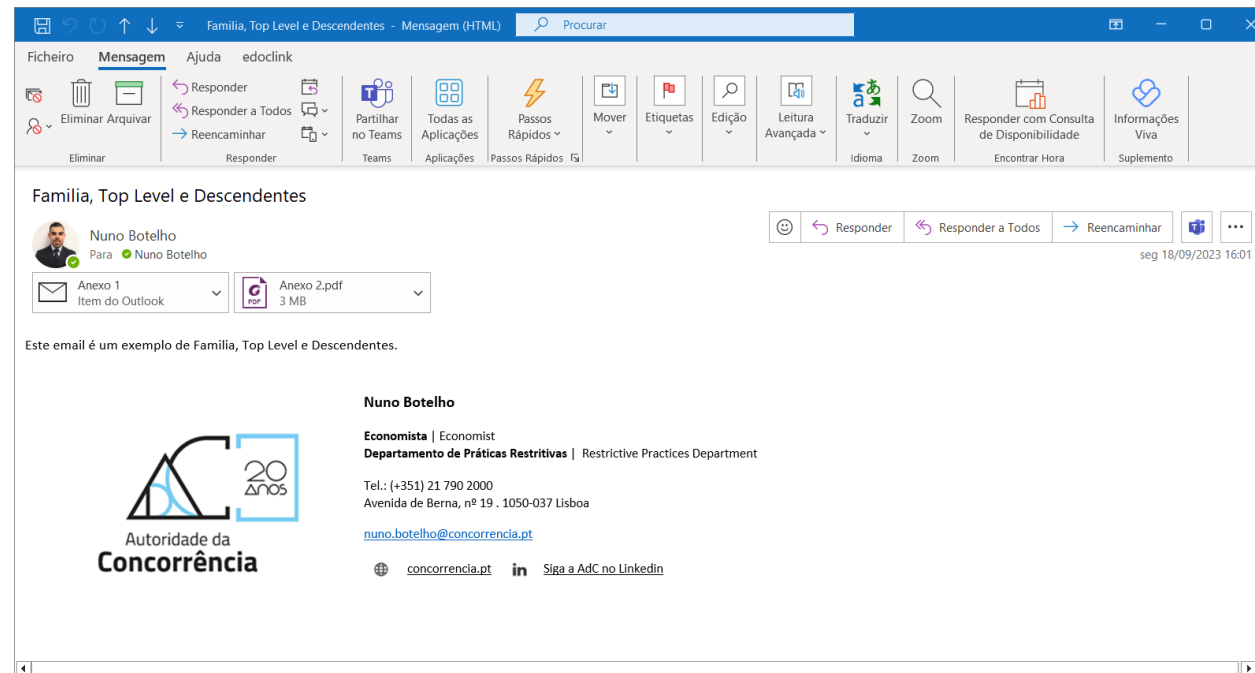 Familia, Top Level e Descendentes - Mensagem (HTML)
Procurar
Ficheiro Mensagem Ajuda edoclink
Eliminar Arquivar
Responder
Responder a Todos
Reencaminhar
Partilhar no Teams
Todas as Aplicações
Passos Rápidos
Mover
Etiquetas
Edição
Leitura Avançada
Traduzir
Zoom
Responder com Consulta de Disponibilidade
Informações Viva
Eliminar Responder Teams Aplicações Passos Rápidos Idioma Zoom Encontrar Hora Suplemento
Familia, Top Level e Descendentes
Nuno Botelho
Para Nuno Botelho
Responder Responder a Todos Reencaminhar
seg 18/09/2023 16:01
Anexo 1
Item do Outlook
PDF
Anexo 2.pdf
3 MB
Este email é um exemplo de Familia, Top Level e Descendentes.
20 Anos
Autoridade da
Concorrência
Nuno Botelho
Economista | Economist
Departamento de Práticas Restritivas | Restrictive Practices Department
Tel.: (+351) 21 790 2000
Avenida de Berna, nº 19 . 1050-037 Lisboa
nuno.botelho@concorrencia.pt
concorrencia.pt in Siga a AdC no Linkedin